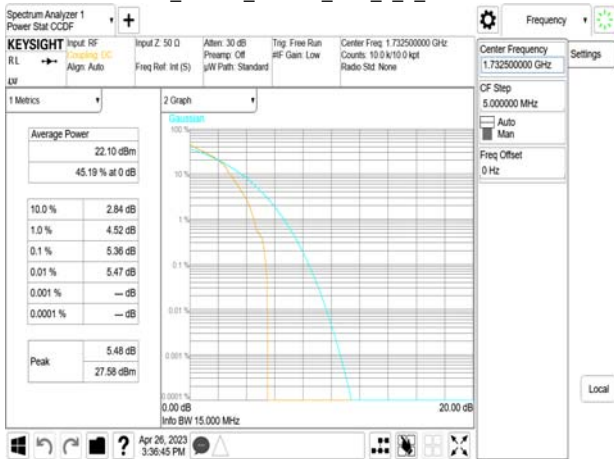 Spectrum Analyzer 1
Power Stat CCDF
Frequency
KEYSIGHT
RL
Input: RF
Coupling: DC
Align: Auto
Input Z: 50 Ω
Freq Ref: Int (S)
Atten: 30 dB
Preamp: Off
µW Path: Standard
Trig: Free Run
#IF Gain: Low
Center Freq: 1.732500000 GHz
Counts: 10.0 k/10.0 kpt
Radio Std: None
Center Frequency
1.732500000 GHz
Settings
CF Step
5.000000 MHz
Auto
Man
Freq Offset
0 Hz
1 Metrics
Average Power
22.10 dBm
45.19 % at 0 dB
10.0 % 2.84 dB
1.0 % 4.52 dB
0.1 % 5.36 dB
0.01 % 5.47 dB
0.001 % --- dB
0.0001 % --- dB
Peak
5.48 dB
27.58 dBm
2 Graph
Gaussian
100 %
10 %
1 %
0.1 %
0.01 %
0.001 %
0.0001 %
0.00 dB
20.00 dB
Info BW 15.000 MHz
Local
?
Apr 26, 2023
3:36:45 PM